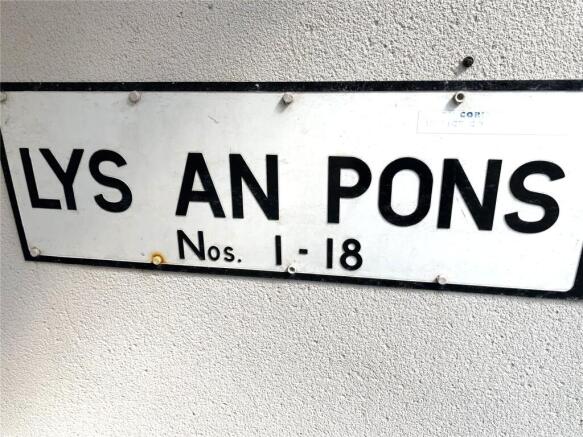 LYS AN PONS
Nos. 1-18